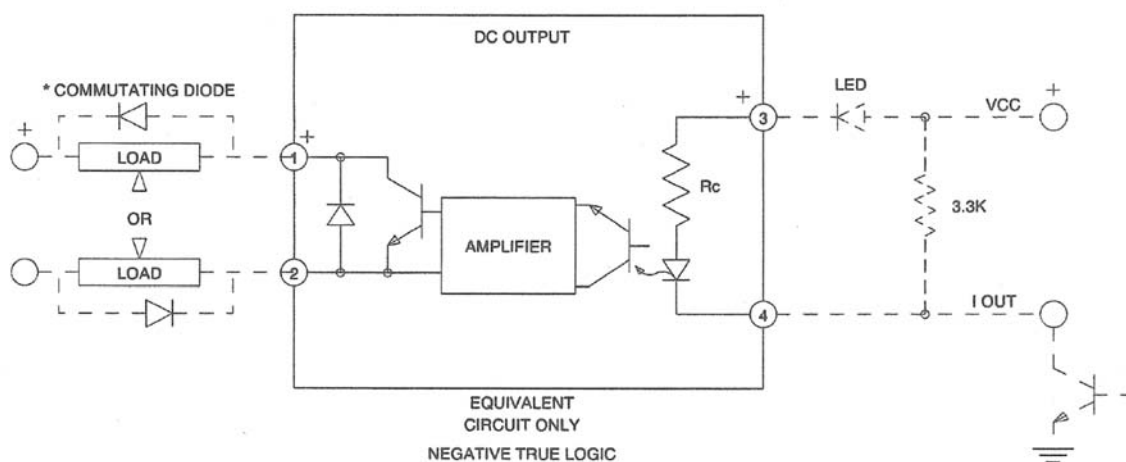 DC OUTPUT
* COMMUTATING DIODE
LED
+
+
+
VCC
+
3
1
LOAD
+
Rc
3.3K
OR
AMPLIFIER
LOAD
2
I OUT
4
EQUIVALENT
CIRCUIT ONLY
NEGATIVE TRUE LOGIC